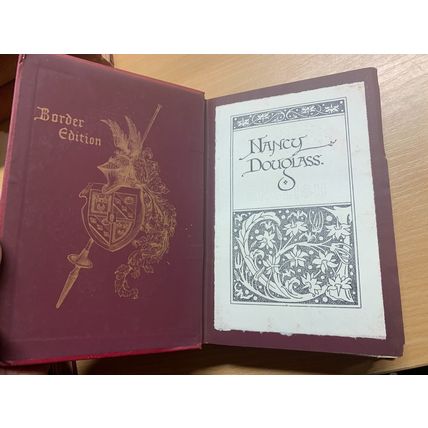 Border
Edition
NANCY
DOUGLASS.